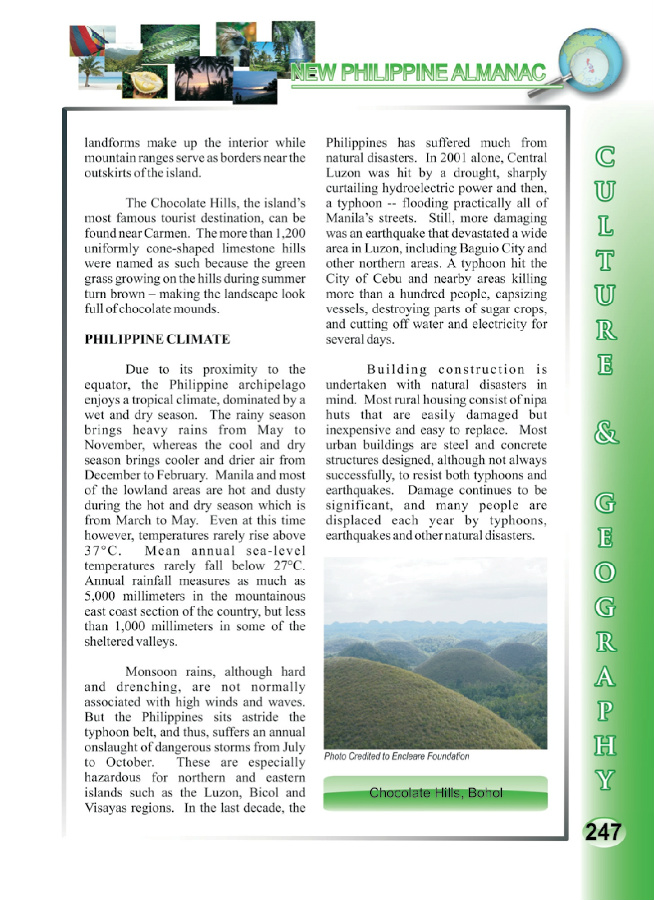 NEW PHILIPPINE ALMANAC
landforms make up the interior while
mountain ranges serve as borders near the
outskirts of the island.
The Chocolate Hills, the island's
most famous tourist destination, can be
found near Carmen. The more than 1,200
uniformly cone-shaped limestone hills
were named as such because the green
grass growing on the hills during summer
turn brown – making the landscape look
full of chocolate mounds.
PHILIPPINE CLIMATE
Due to its proximity to the
equator, the Philippine archipelago
enjoys a tropical climate, dominated by a
wet and dry season. The rainy season
brings heavy rains from May to
November, whereas the cool and dry
season brings cooler and drier air from
December to February. Manila and most
of the lowland areas are hot and dusty
during the hot and dry season which is
from March to May. Even at this time
however, temperatures rarely rise above
37°C. Mean annual sea-level
temperatures rarely fall below 27°C.
Annual rainfall measures as much as
5,000 millimeters in the mountainous
east coast section of the country, but less
than 1,000 millimeters in some of the
sheltered valleys.
Monsoon rains, although hard
and drenching, are not normally
associated with high winds and waves.
But the Philippines sits astride the
typhoon belt, and thus, suffers an annual
onslaught of dangerous storms from July
to October. These are especially
hazardous for northern and eastern
islands such as the Luzon, Bicol and
Visayas regions. In the last decade, the
Philippines has suffered much from
natural disasters. In 2001 alone, Central
Luzon was hit by a drought, sharply
curtailing hydroelectric power and then,
a typhoon -- flooding practically all of
Manila's streets. Still, more damaging
was an earthquake that devastated a wide
area in Luzon, including Baguio City and
other northern areas. A typhoon hit the
City of Cebu and nearby areas killing
more than a hundred people, capsizing
vessels, destroying parts of sugar crops,
and cutting off water and electricity for
several days.
Building construction is
undertaken with natural disasters in
mind. Most rural housing consist of nipa
huts that are easily damaged but
inexpensive and easy to replace. Most
urban buildings are steel and concrete
structures designed, although not always
successfully, to resist both typhoons and
earthquakes. Damage continues to be
significant, and many people are
displaced each year by typhoons,
earthquakes and other natural disasters.
Photo Credited to Encleare Foundation
Chocolate Hills, Bohol
CULTURE & GEOGRAPHY
247